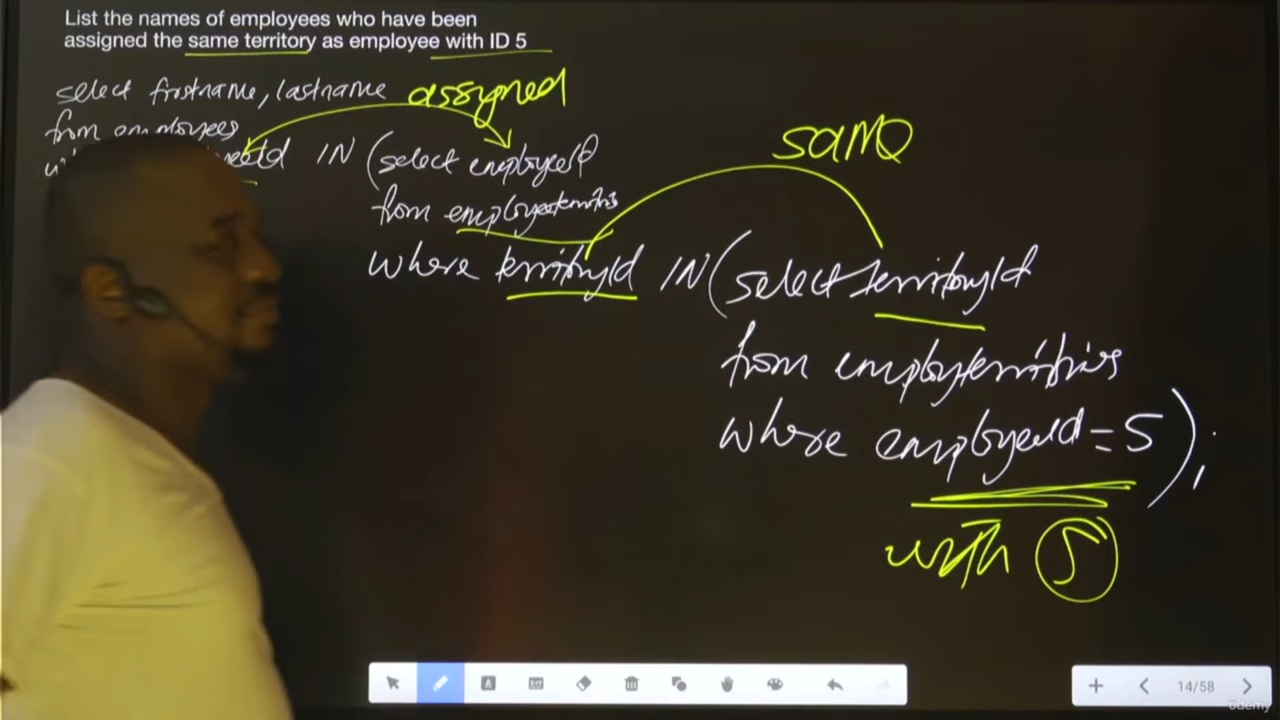 List the names of employees who have been
assigned the same territory as employee with ID 5
select firstname, lastname assigned
from employees
IN (select employeeId
from employeeterritories
where territoryId IN (select territoryId
same
from employeeterritories
where employeeId = 5);
with 5
14/58
ûdemy